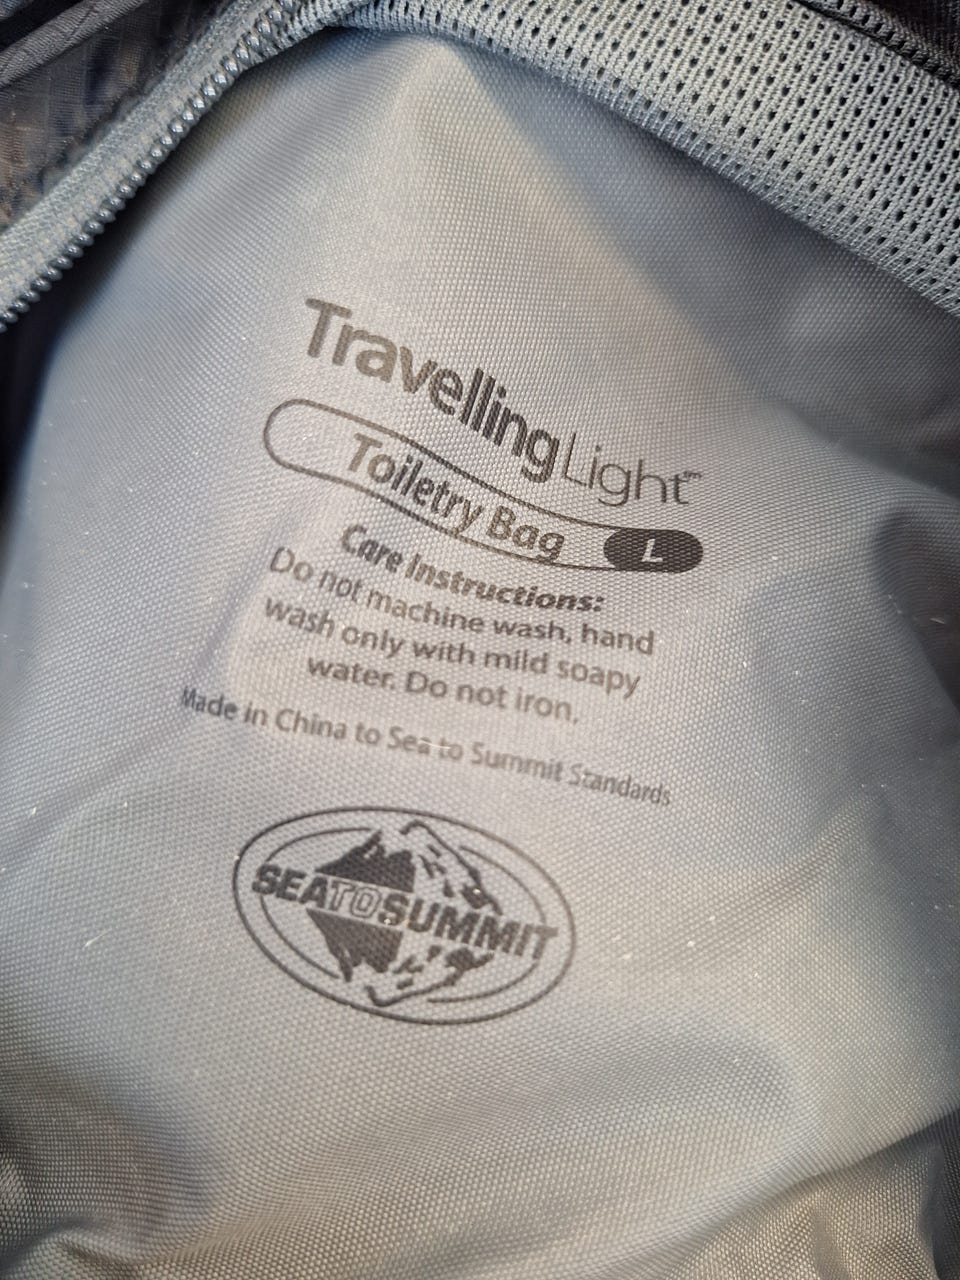 TravellingLight™
Toiletry Bag L
Care Instructions:
Do not machine wash, hand
wash only with mild soapy
water. Do not iron.
Made in China to Sea to Summit Standards
SEATOSUMMIT